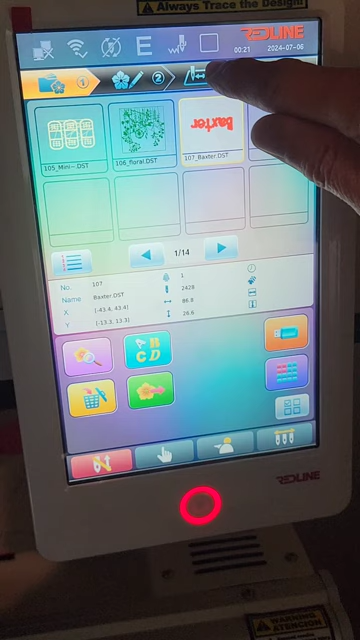 Always Trace the Design!
E
REDLINE
00:21 2024-07-06
1
2
105_Mini~.DST
106_floral.DST
Baxter
107_Baxter.DST
1/14
No. 107 1
Name Baxter.DST 2428
X [-43.4, 43.4] 86.8
Y [-13.3, 13.3] 26.6
B
C D
REDLINE
WARNING
ATENCION